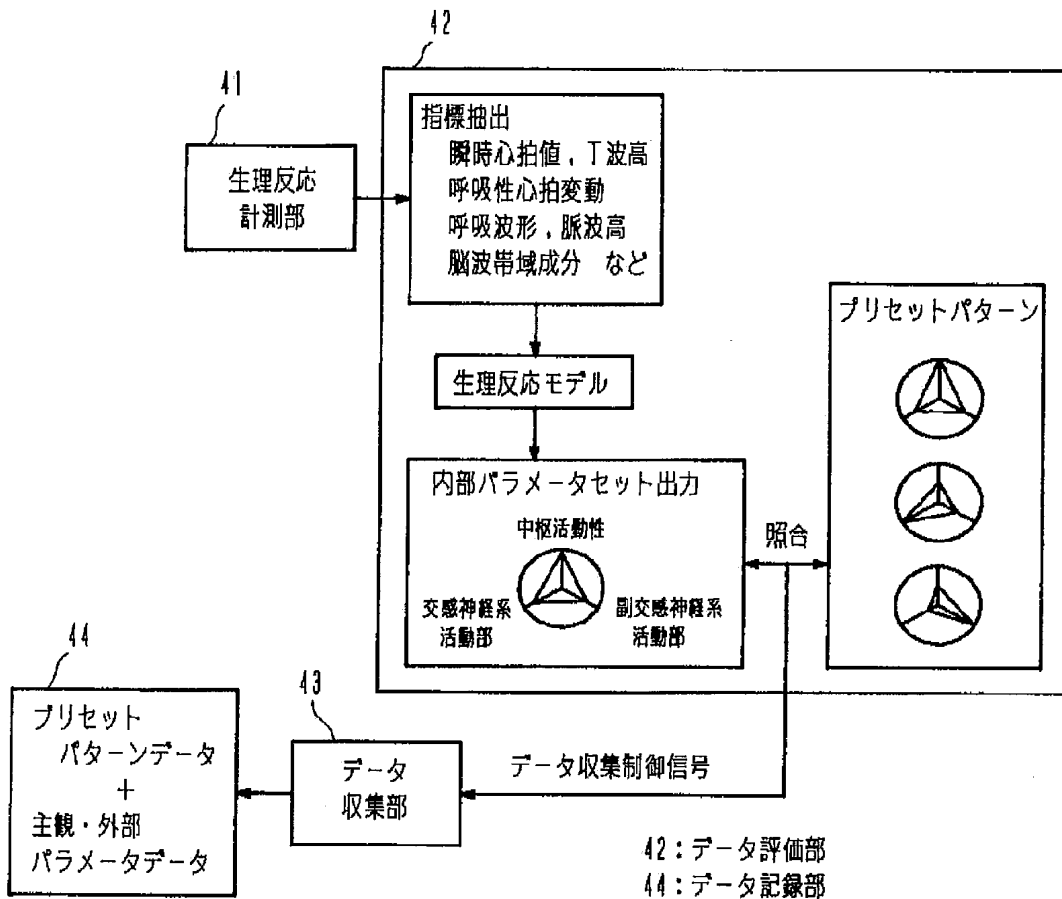 42
41
生理反応
計測部
指標抽出
瞬時心拍値，T波高
呼吸性心拍変動
呼吸波形，脈波高
脳波帯域成分 など
生理反応モデル
内部パラメータセット出力
中枢活動性
交感神経系
活動部
副交感神経系
活動部
照合
プリセットパターン
44
プリセット
パターンデータ
+
主観・外部
パラメータデータ
43
データ
収集部
データ収集制御信号
42：データ評価部
44：データ記録部